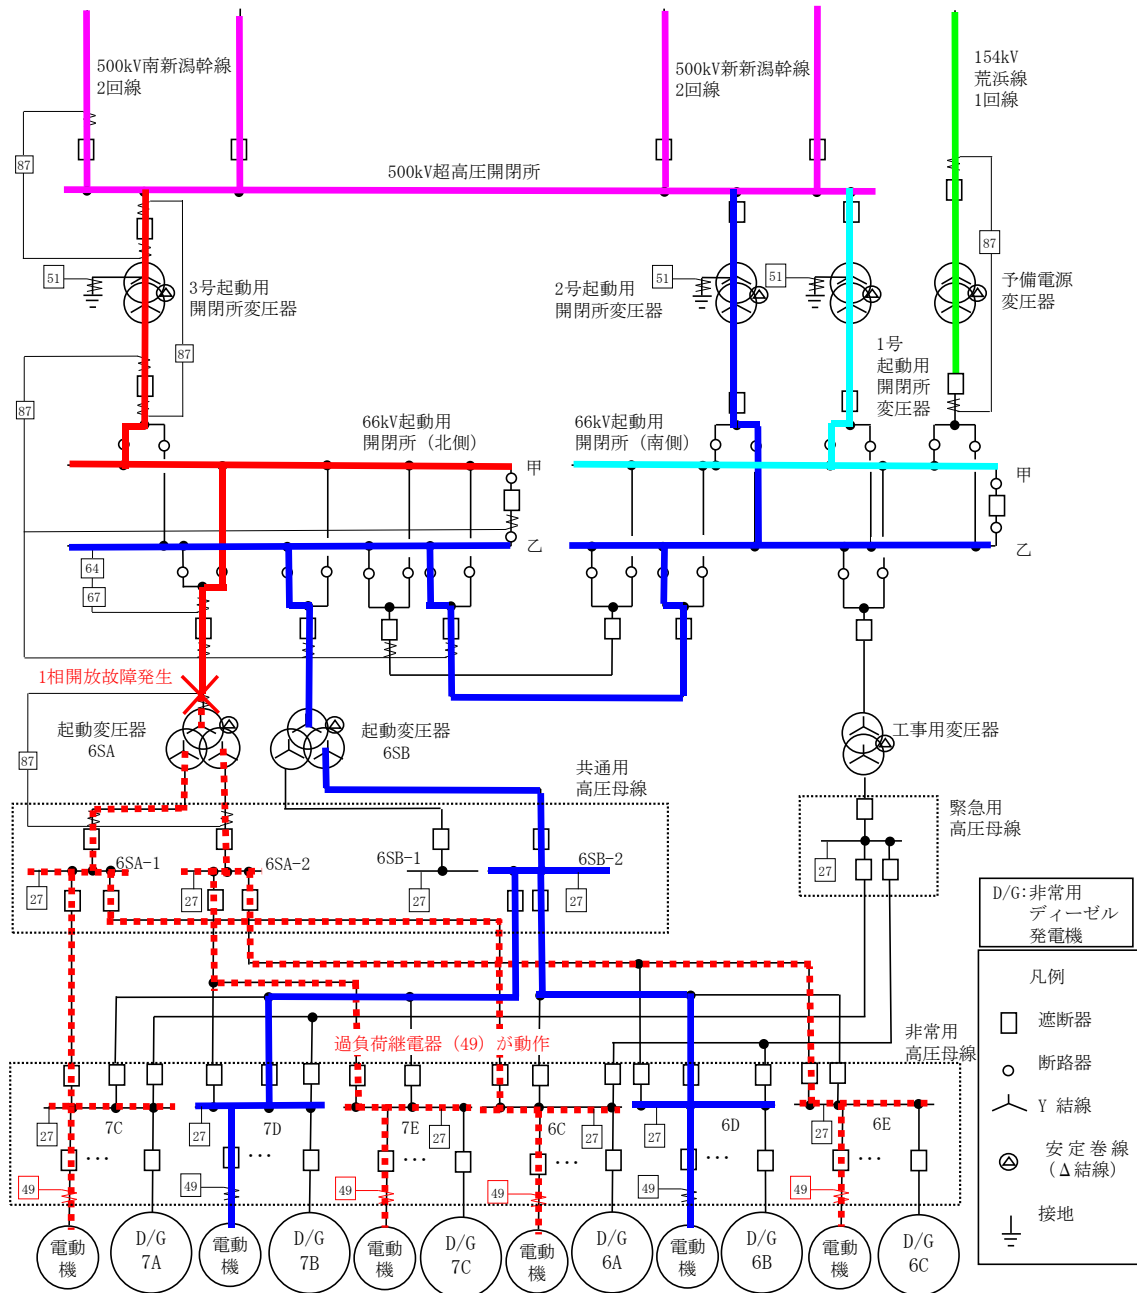 500kV南新潟幹線
2回線
500kV新新潟幹線
2回線
154kV
荒浜線
1回線
87
500kV超高圧開閉所
87
51
3号起動用
開閉所変圧器
2号起動用
開閉所変圧器
51
51
予備電源
変圧器
1号
起動用
開閉所
変圧器
87
87
66kV起動用
開閉所（北側）
66kV起動用
開閉所（南側）
甲
甲
乙
乙
64
67
1相開放故障発生
起動変圧器
6SA
起動変圧器
6SB
工事用変圧器
87
共通用
高圧母線
緊急用
高圧母線
6SA-1
6SA-2
6SB-1
6SB-2
27
27
27
27
27
D/G:非常用
ディーゼル
発電機
凡例
遮断器
断路器
Y 結線
安定巻線
（Δ結線）
接地
過負荷継電器（49）が動作
非常用
高圧母線
7C
7D
7E
6C
6D
6E
27
27
27
27
27
27
…
…
…
…
…
…
49
49
49
49
49
49
電動
機
D/G
7A
電動
機
D/G
7B
電動
機
D/G
7C
電動
機
D/G
6A
電動
機
D/G
6B
電動
機
D/G
6C